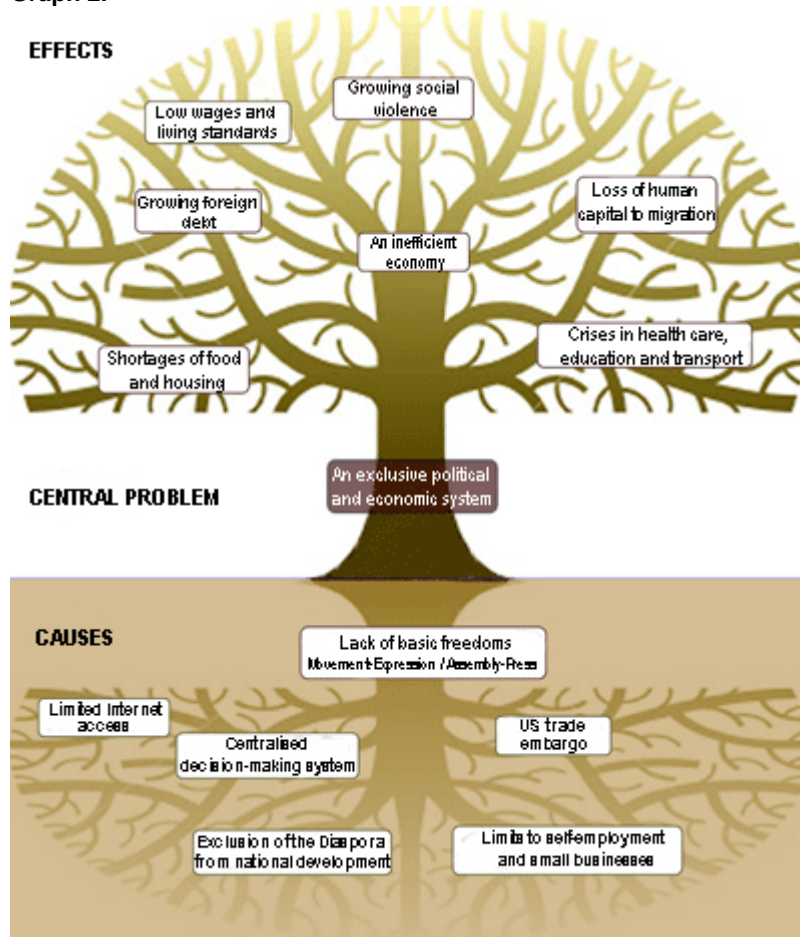 EFFECTS
Growing social
violence
Low wages and
living standards
Growing foreign
debt
Loss of human
capital to migration
An inefficient
economy
Crises in health care,
education and transport
Shortages of food
and housing
An exclusive political
and economic system
CENTRAL PROBLEM
CAUSES
Lack of basic freedoms
Movement-Expression / Assembly-Press
Limited Internet
access
US trade
embargo
Centralised
decision-making system
Exclusion of the Diaspora
from national development
Limits to self-employment
and small businesses